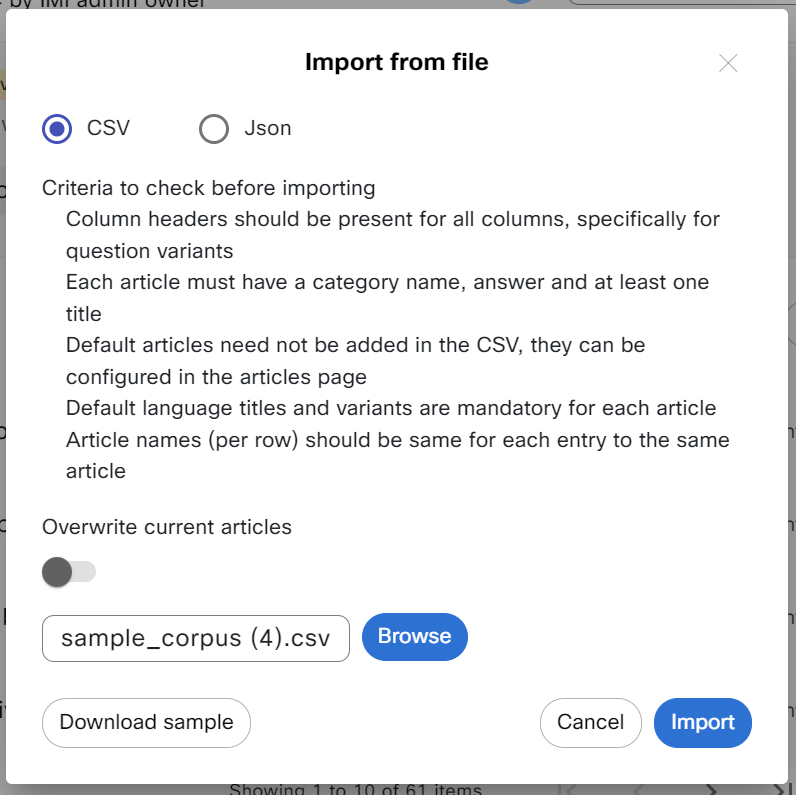 by IMI admin owner
Import from file
CSV
Json
Criteria to check before importing
Column headers should be present for all columns, specifically for
question variants
Each article must have a category name, answer and at least one
title
Default articles need not be added in the CSV, they can be
configured in the articles page
Default language titles and variants are mandatory for each article
Article names (per row) should be same for each entry to the same
article
Overwrite current articles
sample_corpus (4).csv
Browse
Download sample
Cancel
Import
Showing 1 to 10 of 61 items